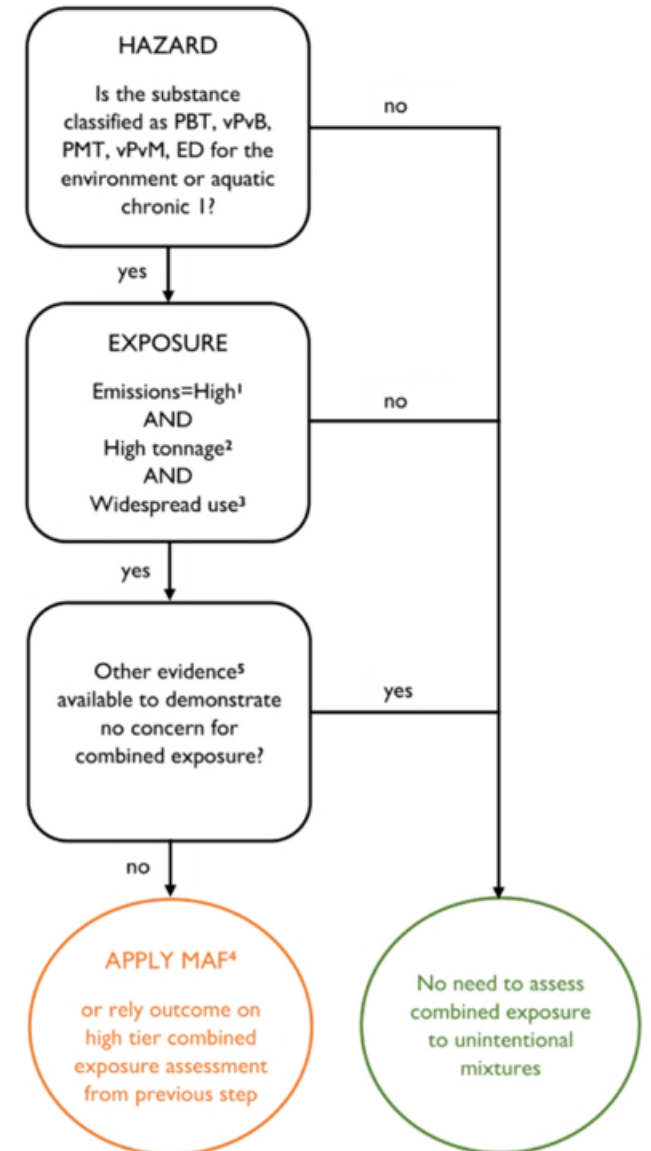 HAZARD
Is the substance
classified as PBT, vPvB,
PMT, vPvM, ED for the
environment or aquatic
chronic 1?
no
yes
EXPOSURE
Emissions=High¹
AND
High tonnage²
AND
Widespread use³
no
yes
Other evidence⁵
available to demonstrate
no concern for
combined exposure?
yes
no
APPLY MAF⁴
or rely outcome on
high tier combined
exposure assessment
from previous step
No need to assess
combined exposure
to unintentional
mixtures